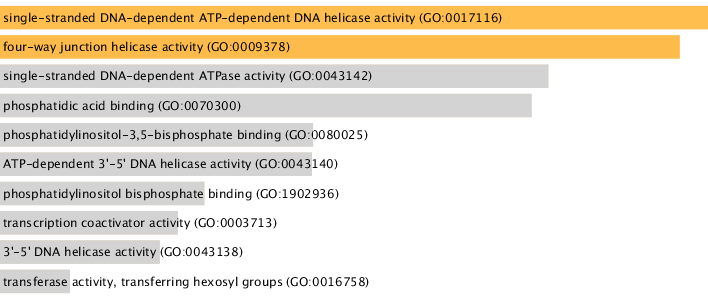 single-stranded DNA-dependent ATP-dependent DNA helicase activity (GO:0017116)
four-way junction helicase activity (GO:0009378)
single-stranded DNA-dependent ATPase activity (GO:0043142)
phosphatidic acid binding (GO:0070300)
phosphatidylinositol-3,5-bisphosphate binding (GO:0080025)
ATP-dependent 3'-5' DNA helicase activity (GO:0043140)
phosphatidylinositol bisphosphate binding (GO:1902936)
transcription coactivator activity (GO:0003713)
3'-5' DNA helicase activity (GO:0043138)
transferase activity, transferring hexosyl groups (GO:0016758)